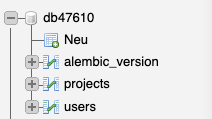 db47610
Neu
alembic_version
projects
users